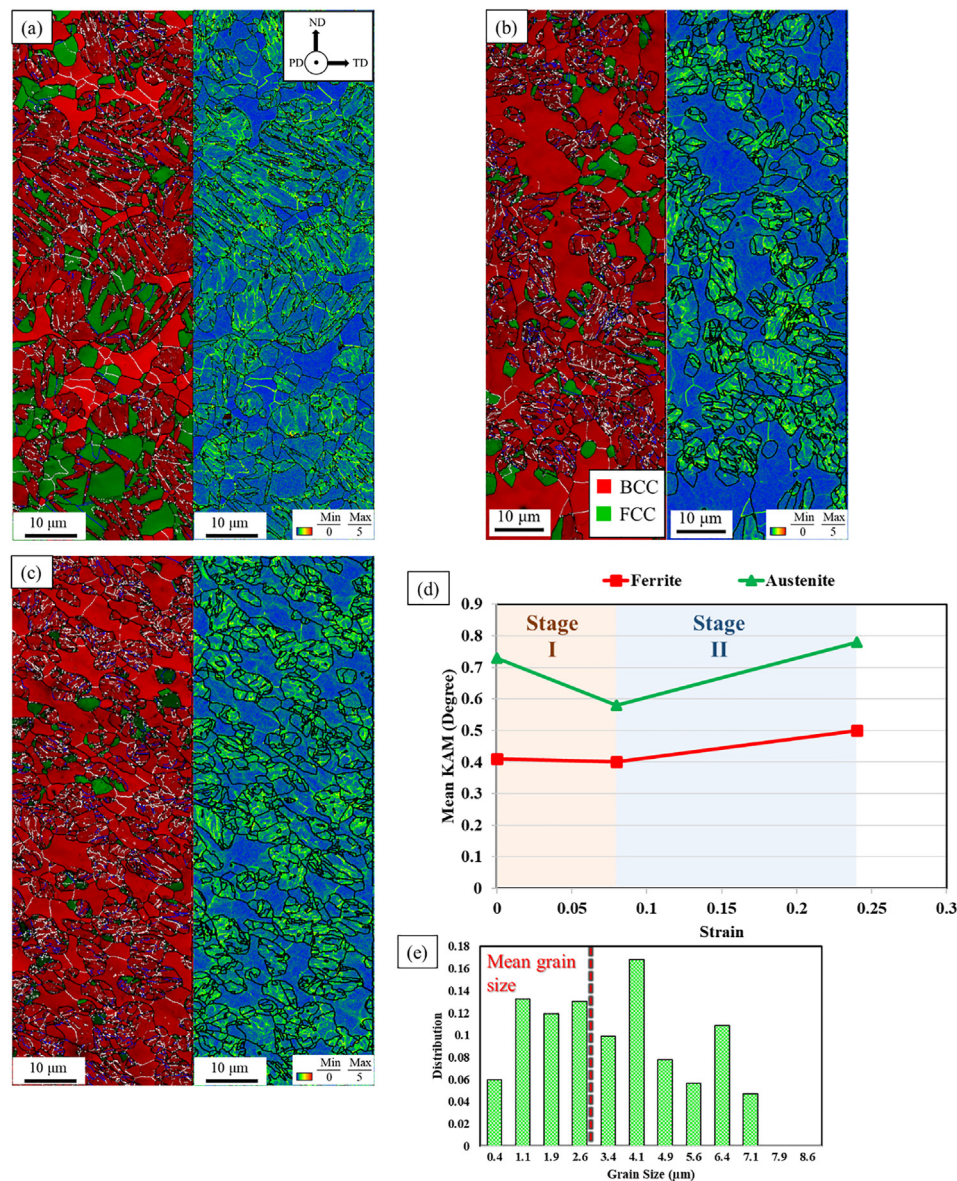 (a)
ND
PD
TD
10 µm
10 µm
Min Max
0 5
(b)
BCC
FCC
10 µm
10 µm
Min Max
0 5
(c)
10 µm
10 µm
Min Max
0 5
(d)
Ferrite
Austenite
Stage
I
Stage
II
Mean KAM (Degree)
0.9
0.8
0.7
0.6
0.5
0.4
0.3
0.2
0.1
0
0 0.05 0.1 0.15 0.2 0.25 0.3
Strain
(e)
Mean grain
size
Distribution
0.18
0.16
0.14
0.12
0.1
0.08
0.06
0.04
0.02
0
0.4 1.1 1.9 2.6 3.4 4.1 4.9 5.6 6.4 7.1 7.9 8.6
Grain Size (µm)